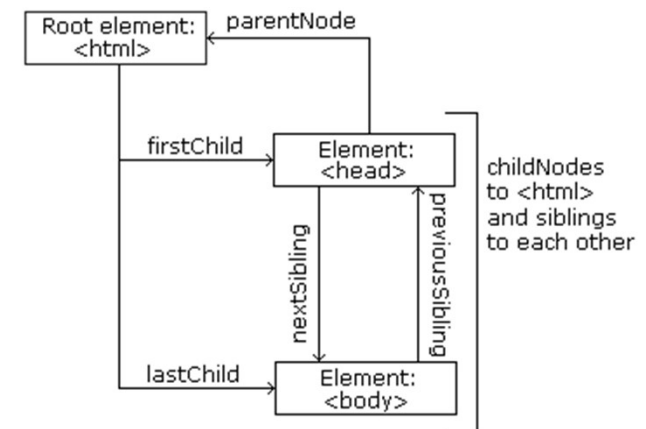 Root element:
<html>
parentNode
firstChild
Element:
<head>
childNodes
to <html>
and siblings
to each other
nextSibling
previousSibling
lastChild
Element:
<body>